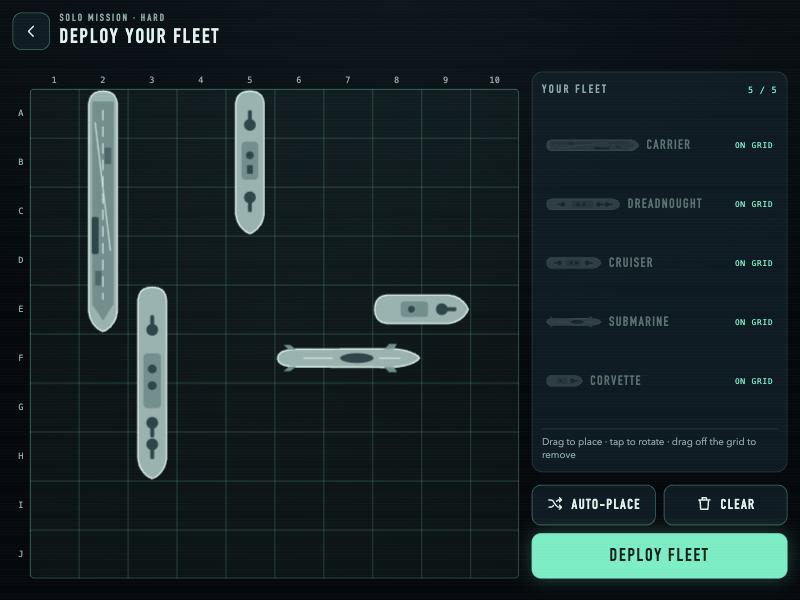 SOLO MISSION · HARD
DEPLOY YOUR FLEET
1 2 3 4 5 6 7 8 9 10
A
B
C
D
E
F
G
H
I
J
YOUR FLEET 5 / 5
CARRIER ON GRID
DREADNOUGHT ON GRID
CRUISER ON GRID
SUBMARINE ON GRID
CORVETTE ON GRID
Drag to place · tap to rotate · drag off the grid to
remove
AUTO-PLACE CLEAR
DEPLOY FLEET